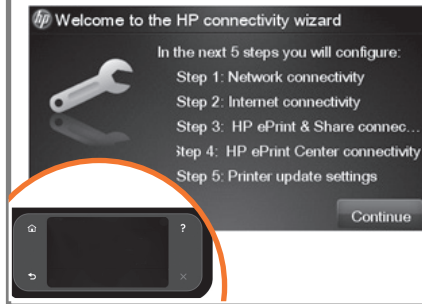 hp Welcome to the HP connectivity wizard
In the next 5 steps you will configure:
Step 1: Network connectivity
Step 2: Internet connectivity
Step 3: HP ePrint & Share connec...
Step 4: HP ePrint Center connectivity
Step 5: Printer update settings
Continue
?